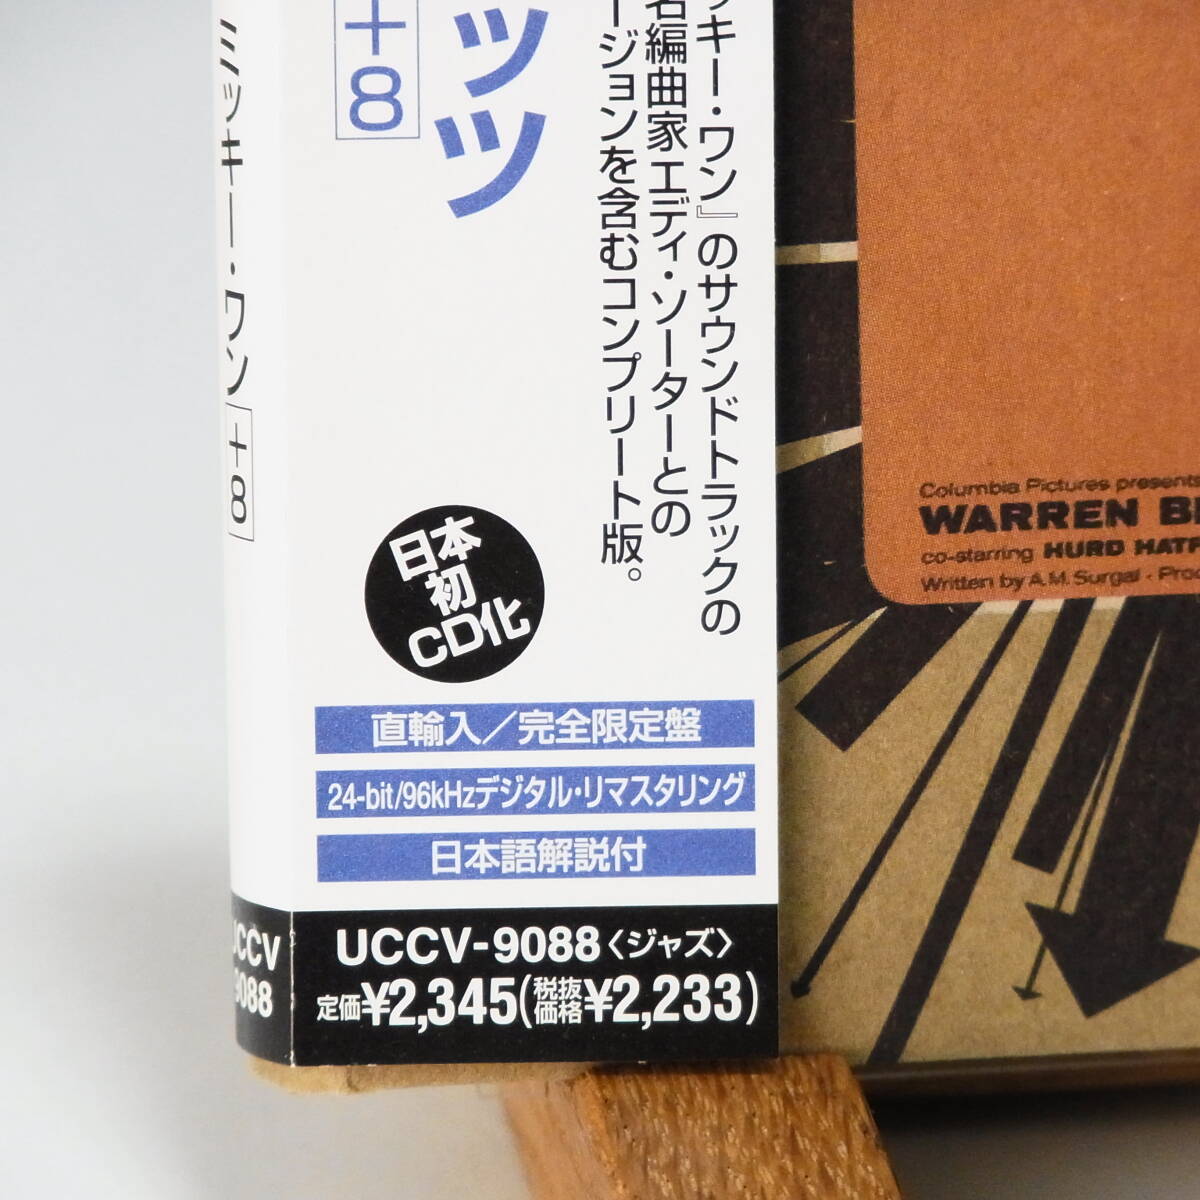 ミッキー・ワン+8
+8
ッツ
ッキー・ワン』のサウンドトラックの
名編曲家エディ・ソーターとの
ージョンを含むコンプリート版。
日本
初
CD化
直輸入／完全限定盤
24-bit/96kHzデジタル・リマスタリング
日本語解説付
UCCV-9088〈ジャズ〉
定価¥2,345(税抜価格¥2,233)
UCCV
9088
Columbia Pictures presents
WARREN
co-starring HURD
Written by A.M. Surgal ·